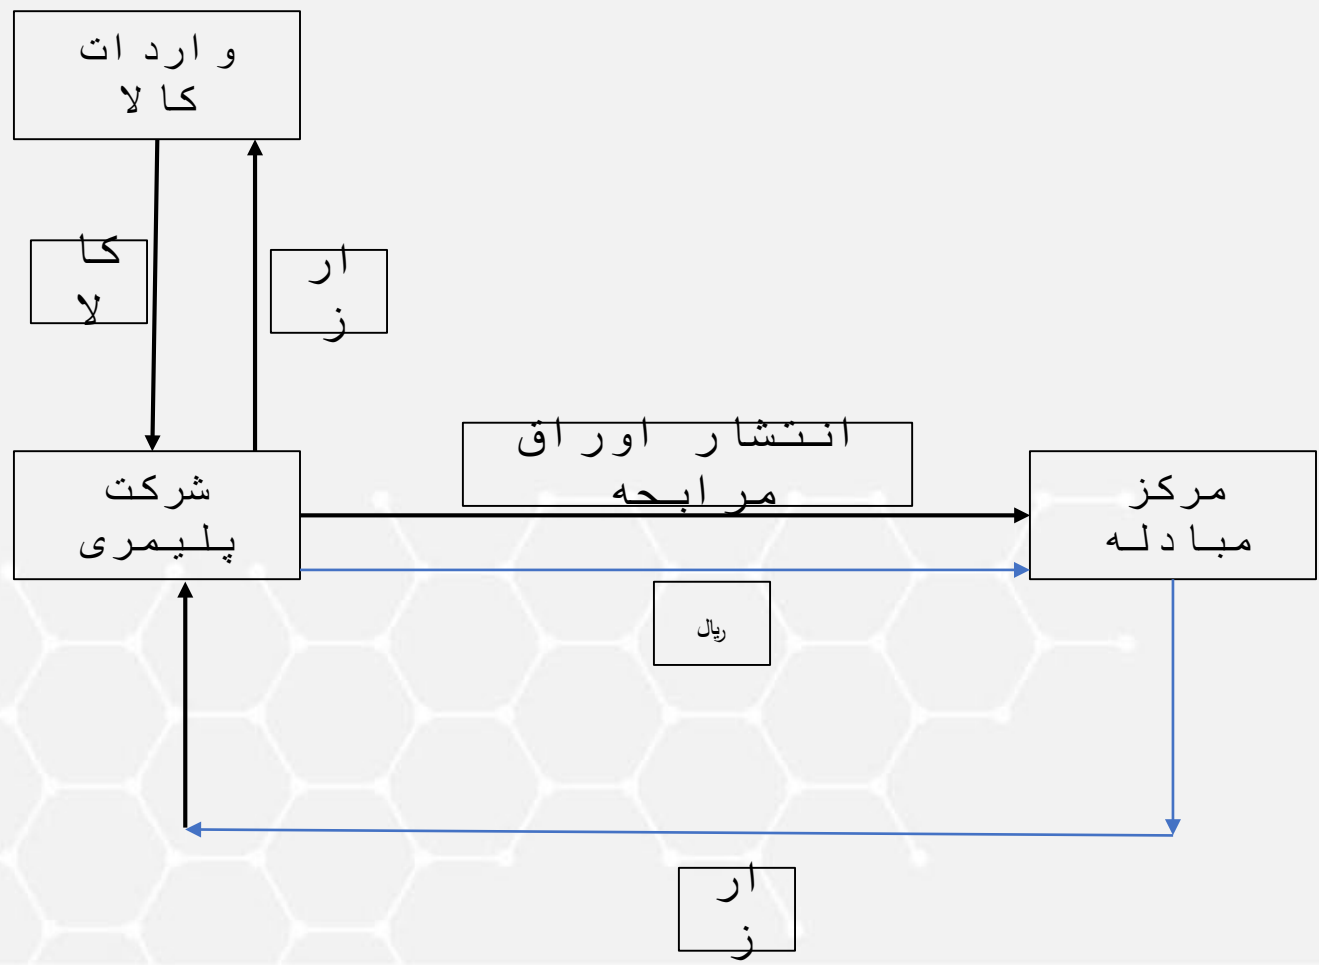 واردات
کالا
کا
لا
ار
ز
انتشار اوراق
مرابحه
شرکت
پلیمری
مرکز
مبادله
ریال
ار
ز